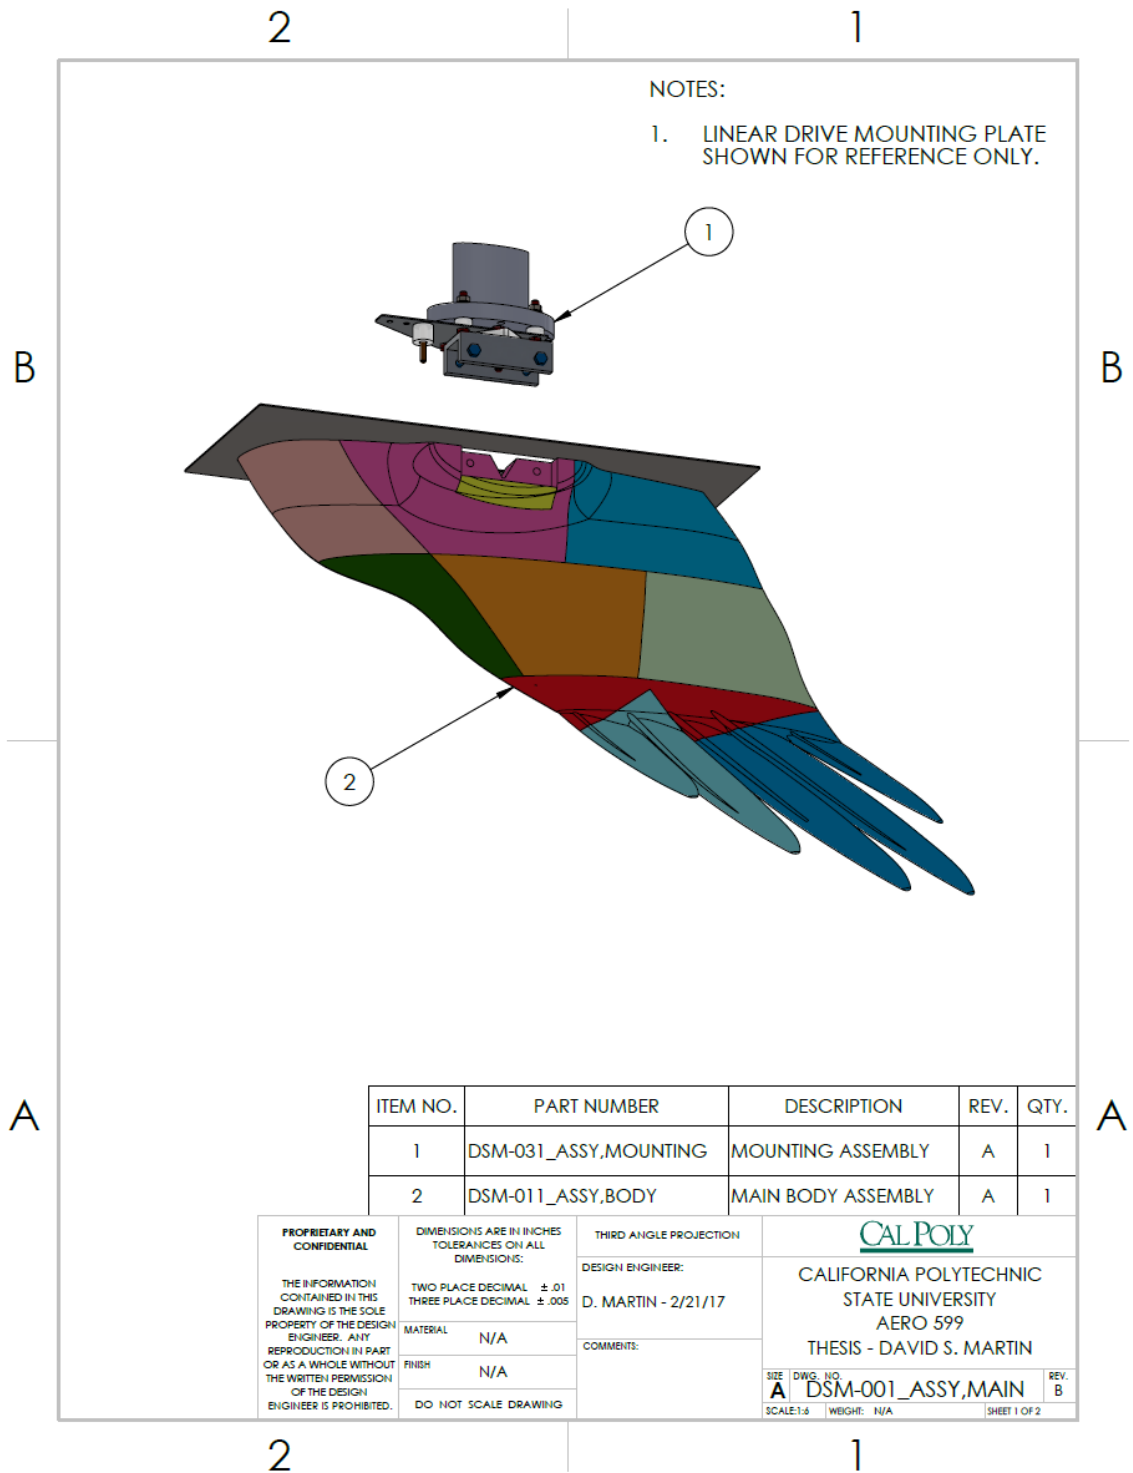 2 1
NOTES:
1. LINEAR DRIVE MOUNTING PLATE
SHOWN FOR REFERENCE ONLY.
1
B B
2
A A
ITEM NO. PART NUMBER DESCRIPTION REV. QTY.
1 DSM-031_ASSY,MOUNTING MOUNTING ASSEMBLY A 1
2 DSM-011_ASSY,BODY MAIN BODY ASSEMBLY A 1
PROPRIETARY AND
CONFIDENTIAL
THE INFORMATION
CONTAINED IN THIS
DRAWING IS THE SOLE
PROPERTY OF THE DESIGN
ENGINEER. ANY
REPRODUCTION IN PART
OR AS A WHOLE WITHOUT
THE WRITTEN PERMISSION
OF THE DESIGN
ENGINEER IS PROHIBITED.
DIMENSIONS ARE IN INCHES
TOLERANCES ON ALL
DIMENSIONS:
TWO PLACE DECIMAL ± .01
THREE PLACE DECIMAL ± .005
MATERIAL
N/A
FINISH
N/A
DO NOT SCALE DRAWING
THIRD ANGLE PROJECTION
DESIGN ENGINEER:
D. MARTIN - 2/21/17
COMMENTS:
CAL POLY
CALIFORNIA POLYTECHNIC
STATE UNIVERSITY
AERO 599
THESIS - DAVID S. MARTIN
SIZE DWG. NO. REV.
A DSM-001_ASSY,MAIN B
SCALE:1:6 WEIGHT: N/A SHEET 1 OF 2
2 1